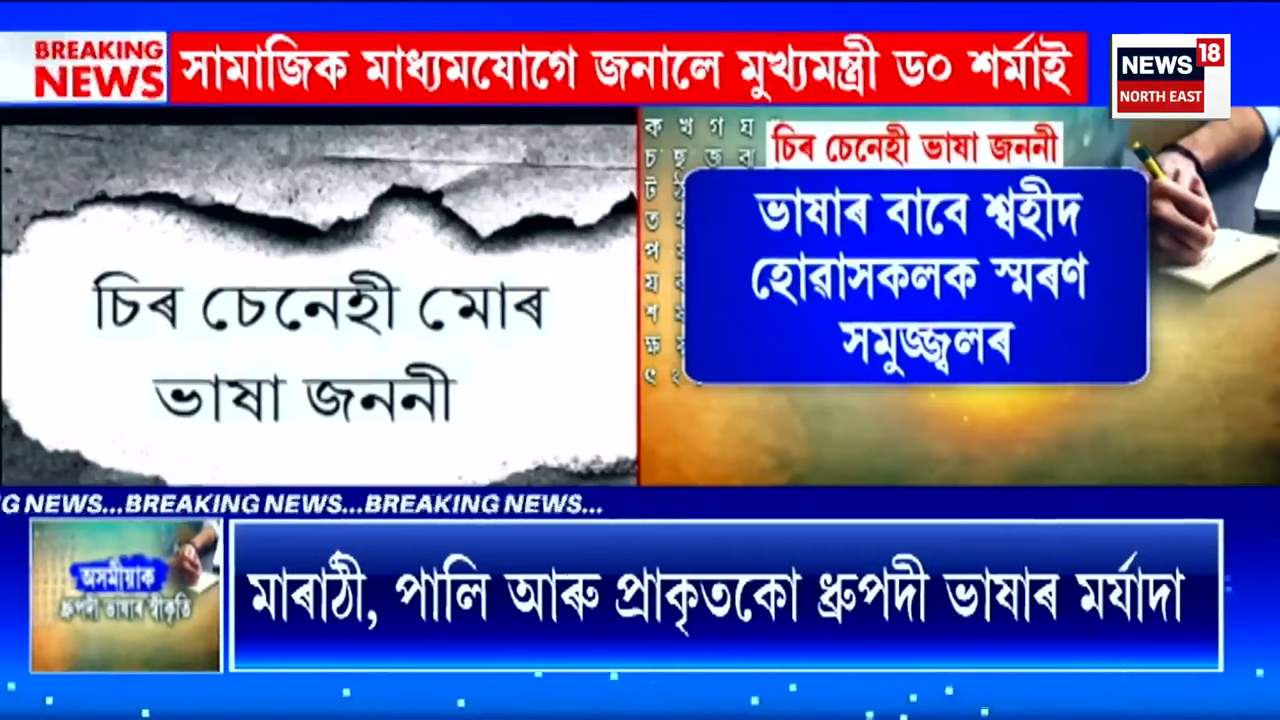 BREAKING NEWS
সামাজিক মাধ্যমযোগে জনালে মুখ্যমন্ত্ৰী ড০ শৰ্মাই
NEWS 18
NORTH EAST
চিৰ চেনেহী মোৰ
ভাষা জননী
ক খ গ ঘ
চ ছ জ ঝ
ট
ত
প
য
শ
ক্ষ
ৎ
চিৰ চেনেহী ভাষা জননী
ভাষাৰ বাবে শ্বহীদ
হোৱাসকলক স্মৰণ
সমুজ্জ্বলৰ
G NEWS...BREAKING NEWS...BREAKING NEWS...
অসমীয়াক
ধ্ৰুপদী ভাষাৰ স্বীকৃতি
মাৰাঠী, পালি আৰু প্ৰাকৃতকো ধ্ৰুপদী ভাষাৰ মৰ্যাদা